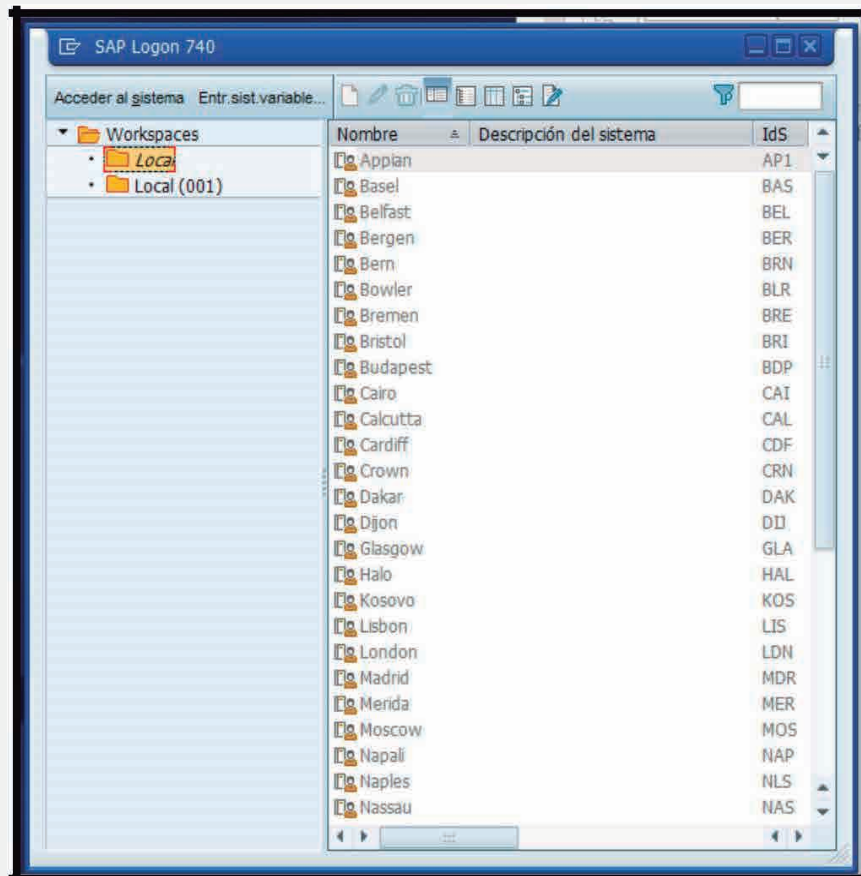 SAP Logon 740
Acceder al sistema Entr.sist.variable...
Workspaces
Local
Local (001)
Nombre Descripción del sistema IdS
Appian AP1
Basel BAS
Belfast BEL
Bergen BER
Bern BRN
Bowler BLR
Bremen BRE
Bristol BRI
Budapest BDP
Cairo CAI
Calcutta CAL
Cardiff CDF
Crown CRN
Dakar DAK
Dijon DIJ
Glasgow GLA
Halo HAL
Kosovo KOS
Lisbon LIS
London LDN
Madrid MDR
Merida MER
Moscow MOS
Napali NAP
Naples NLS
Nassau NAS